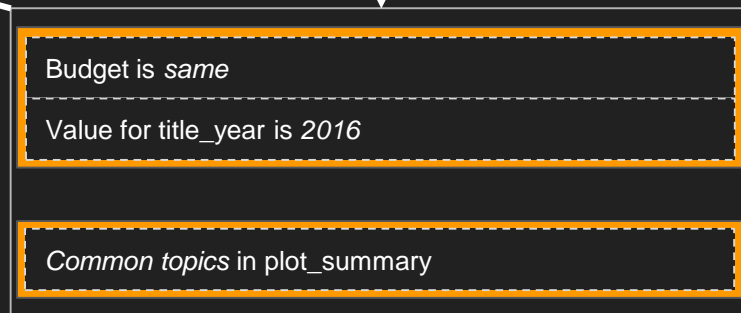 Budget is same
Value for title_year is 2016
Common topics in plot_summary